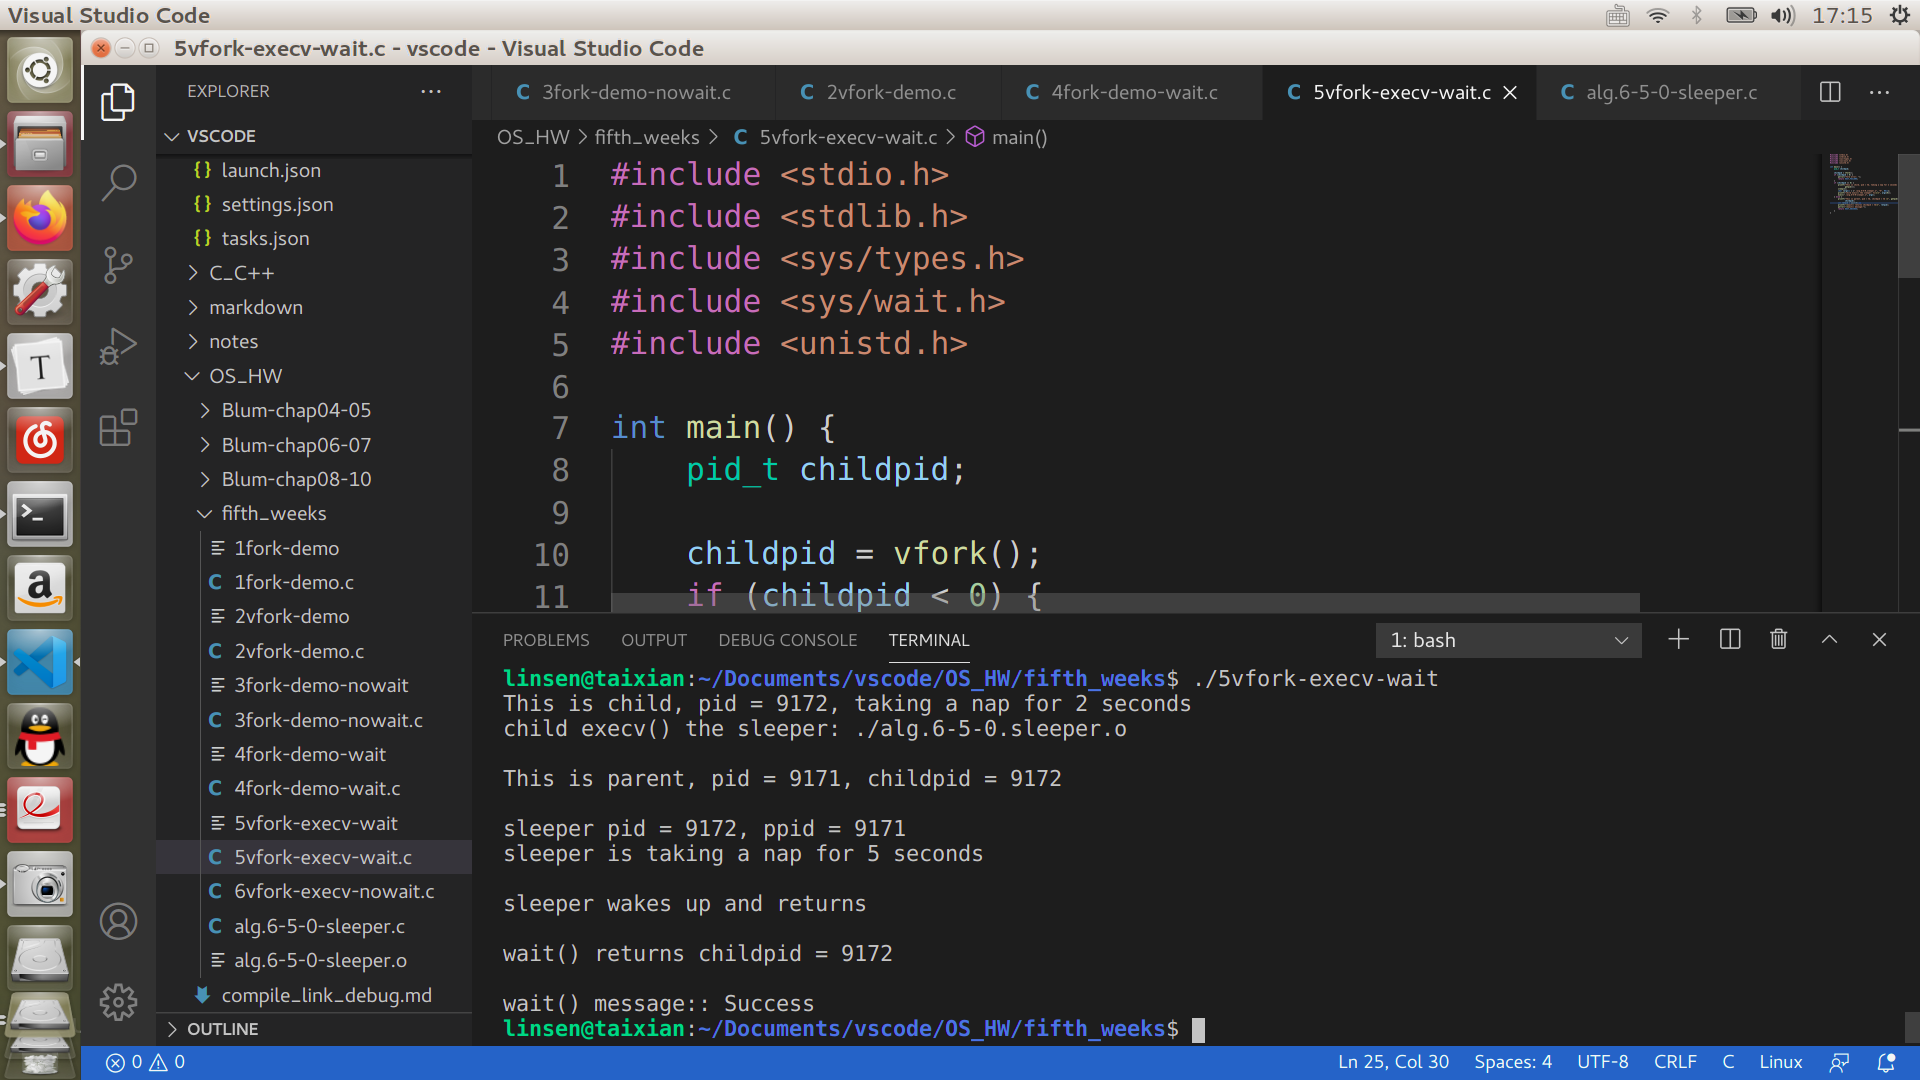 Visual Studio Code
17:15
5vfork-execv-wait.c - vscode - Visual Studio Code
EXPLORER
VSCODE
launch.json
settings.json
tasks.json
C_C++
markdown
notes
OS_HW
Blum-chap04-05
Blum-chap06-07
Blum-chap08-10
fifth_weeks
1fork-demo
C 1fork-demo.c
2vfork-demo
C 2vfork-demo.c
3fork-demo-nowait
C 3fork-demo-nowait.c
4fork-demo-wait
C 4fork-demo-wait.c
5vfork-execv-wait
C 5vfork-execv-wait.c
C 6vfork-execv-nowait.c
C alg.6-5-0-sleeper.c
alg.6-5-0-sleeper.o
compile_link_debug.md
OUTLINE
C 3fork-demo-nowait.c C 2vfork-demo.c C 4fork-demo-wait.c C 5vfork-execv-wait.c C alg.6-5-0-sleeper.c
OS_HW > fifth_weeks > C 5vfork-execv-wait.c > main()
1 #include <stdio.h>
2 #include <stdlib.h>
3 #include <sys/types.h>
4 #include <sys/wait.h>
5 #include <unistd.h>
6
7 int main() {
8 pid_t childpid;
9
10 childpid = vfork();
11 if (childpid < 0) {
PROBLEMS OUTPUT DEBUG CONSOLE TERMINAL 1: bash
linsen@taixian:~/Documents/vscode/OS_HW/fifth_weeks$ ./5vfork-execv-wait
This is child, pid = 9172, taking a nap for 2 seconds
child execv() the sleeper: ./alg.6-5-0.sleeper.o
This is parent, pid = 9171, childpid = 9172
sleeper pid = 9172, ppid = 9171
sleeper is taking a nap for 5 seconds
sleeper wakes up and returns
wait() returns childpid = 9172
wait() message:: Success
linsen@taixian:~/Documents/vscode/OS_HW/fifth_weeks$
0 0 Ln 25, Col 30 Spaces: 4 UTF-8 CRLF C Linux